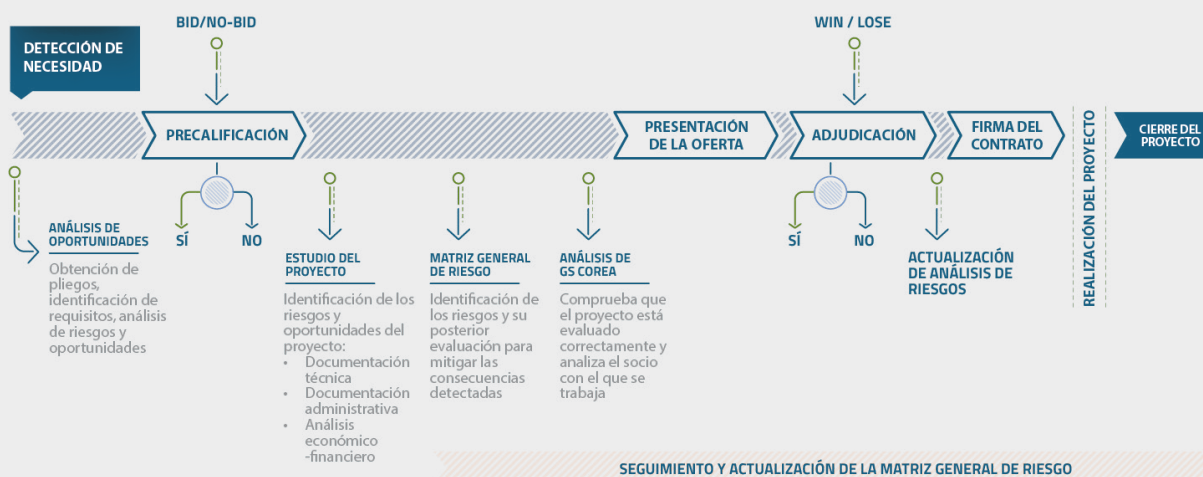 BID/NO-BID
WIN / LOSE
DETECCIÓN DE
NECESIDAD
PRECALIFICACIÓN
PRESENTACIÓN
DE LA OFERTA
ADJUDICACIÓN
FIRMA DEL
CONTRATO
REALIZACIÓN DEL PROYECTO
CIERRE DEL
PROYECTO
ANÁLISIS DE
OPORTUNIDADES
Obtención de
pliegos,
identificación de
requisitos, análisis
de riesgos y
oportunidades
SÍ
NO
ESTUDIO DEL
PROYECTO
Identificación de los
riesgos y
oportunidades del
proyecto:
• Documentación
técnica
• Documentación
administrativa
• Análisis
económico
-financiero
MATRIZ GENERAL
DE RIESGO
Identificación de
los riesgos y su
posterior
evaluación para
mitigar las
consecuencias
detectadas
ANÁLISIS DE
GS COREA
Comprueba que
el proyecto está
evaluado
correctamente y
analiza el socio
con el que se
trabaja
SÍ
NO
ACTUALIZACIÓN
DE ANÁLISIS DE
RIESGOS
SEGUIMIENTO Y ACTUALIZACIÓN DE LA MATRIZ GENERAL DE RIESGO